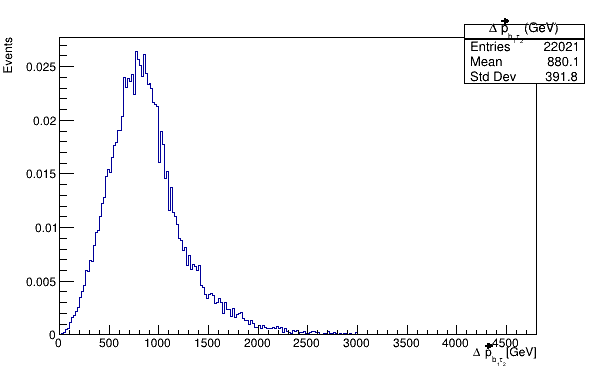 Δ p⃗ b₁τ₂ (GeV)
Entries 22021
Mean 880.1
Std Dev 391.8
Events
0.025
0.02
0.015
0.01
0.005
0
0 500 1000 1500 2000 2500 3000 3500 4000 4500
Δ p⃗ b₁τ₂ [GeV]